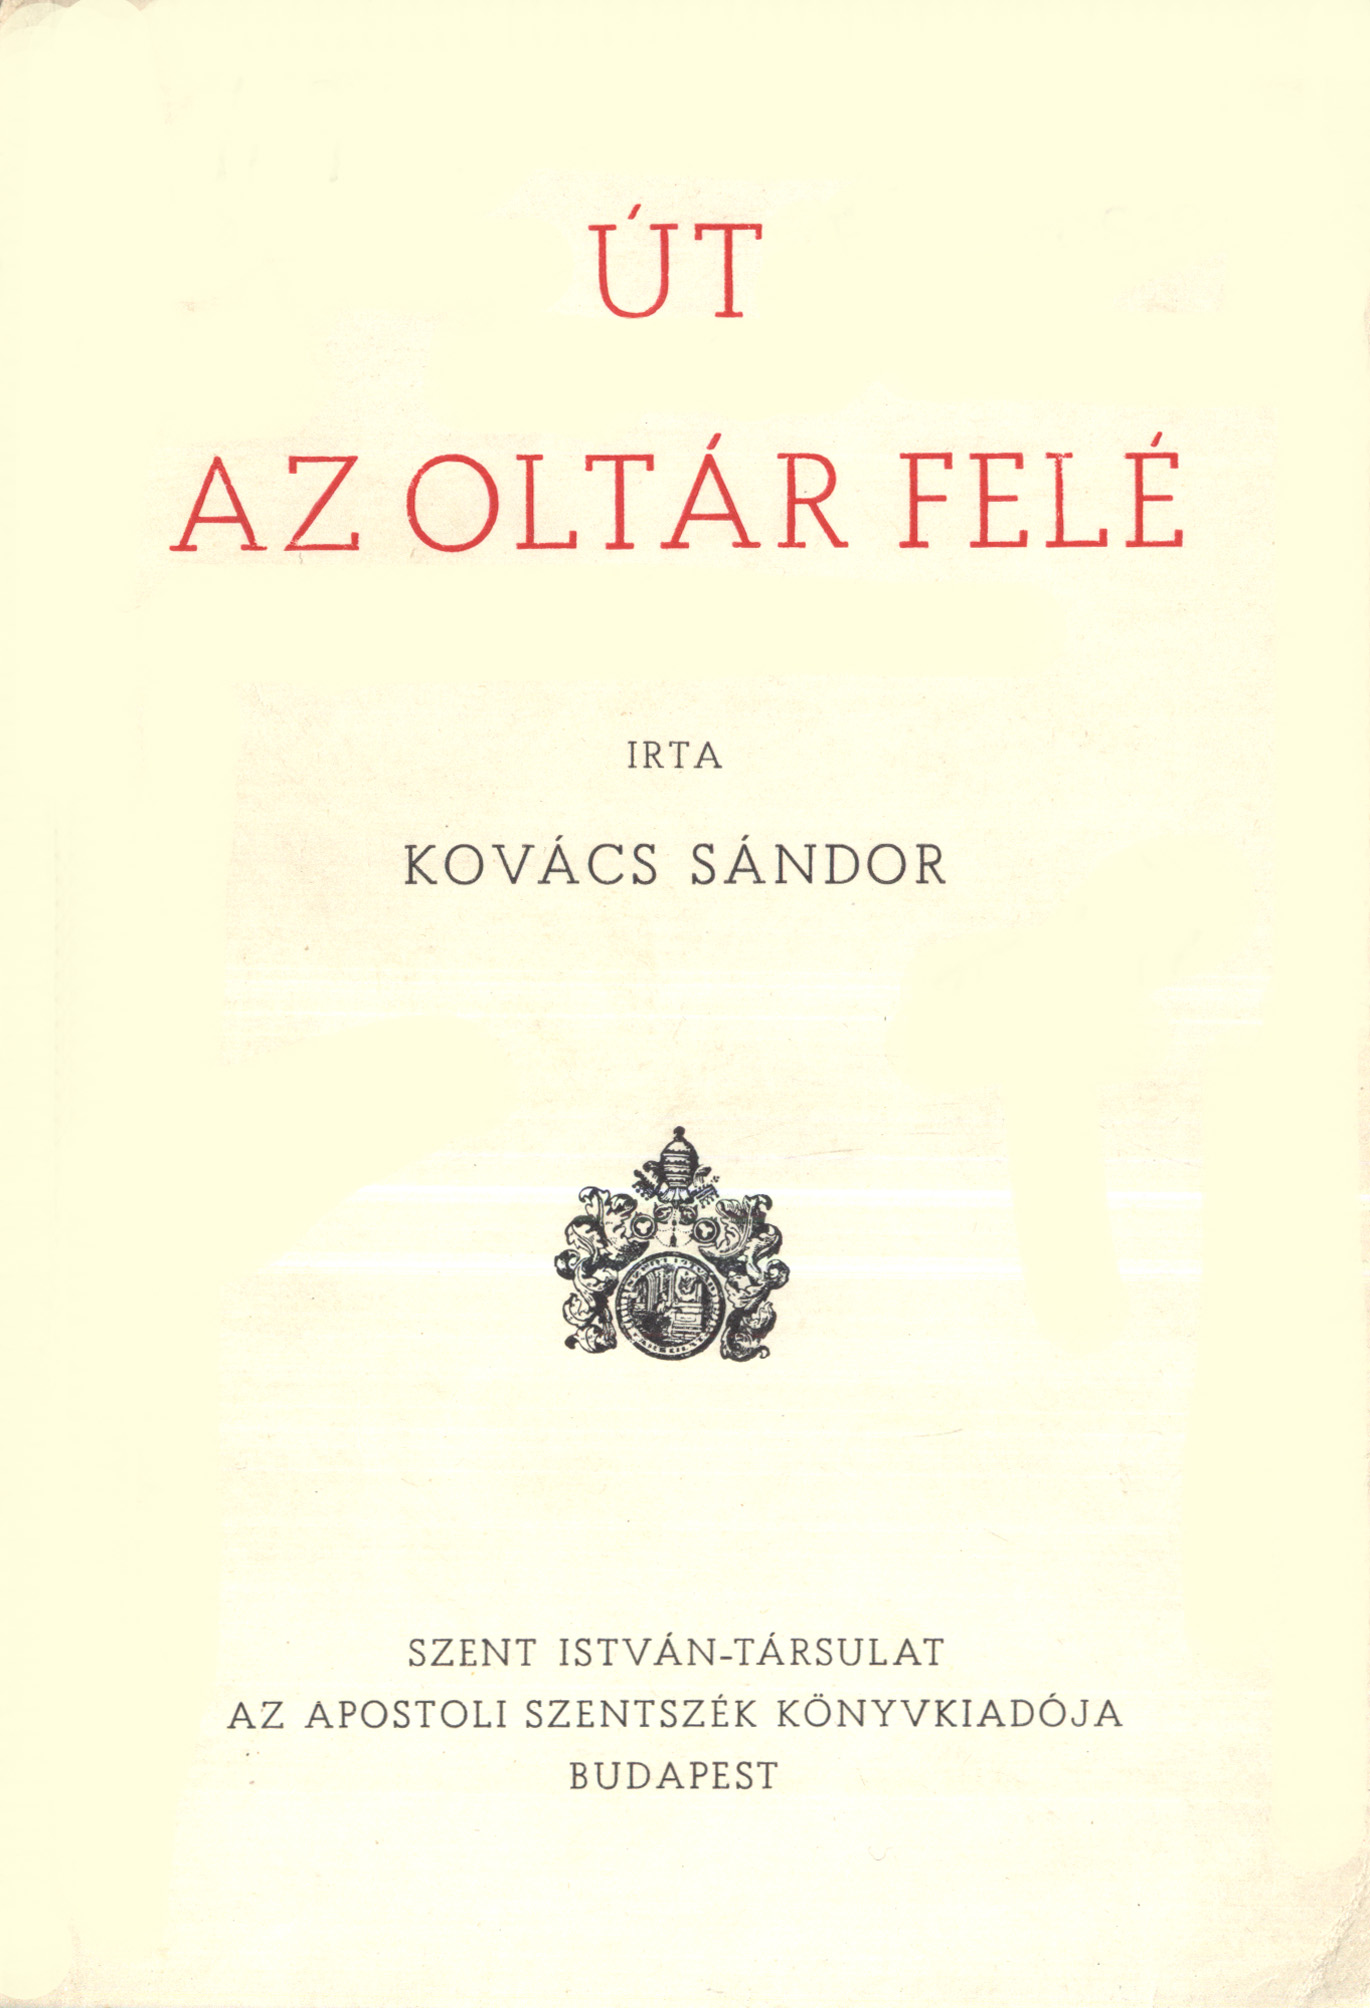 ÚT
AZ OLTÁR FELÉ
IRTA
KOVÁCS SÁNDOR
SZENT ISTVÁN-TÁRSULAT
AZ APOSTOLI SZENTSZÉK KÖNYVKIADÓJA
BUDAPEST